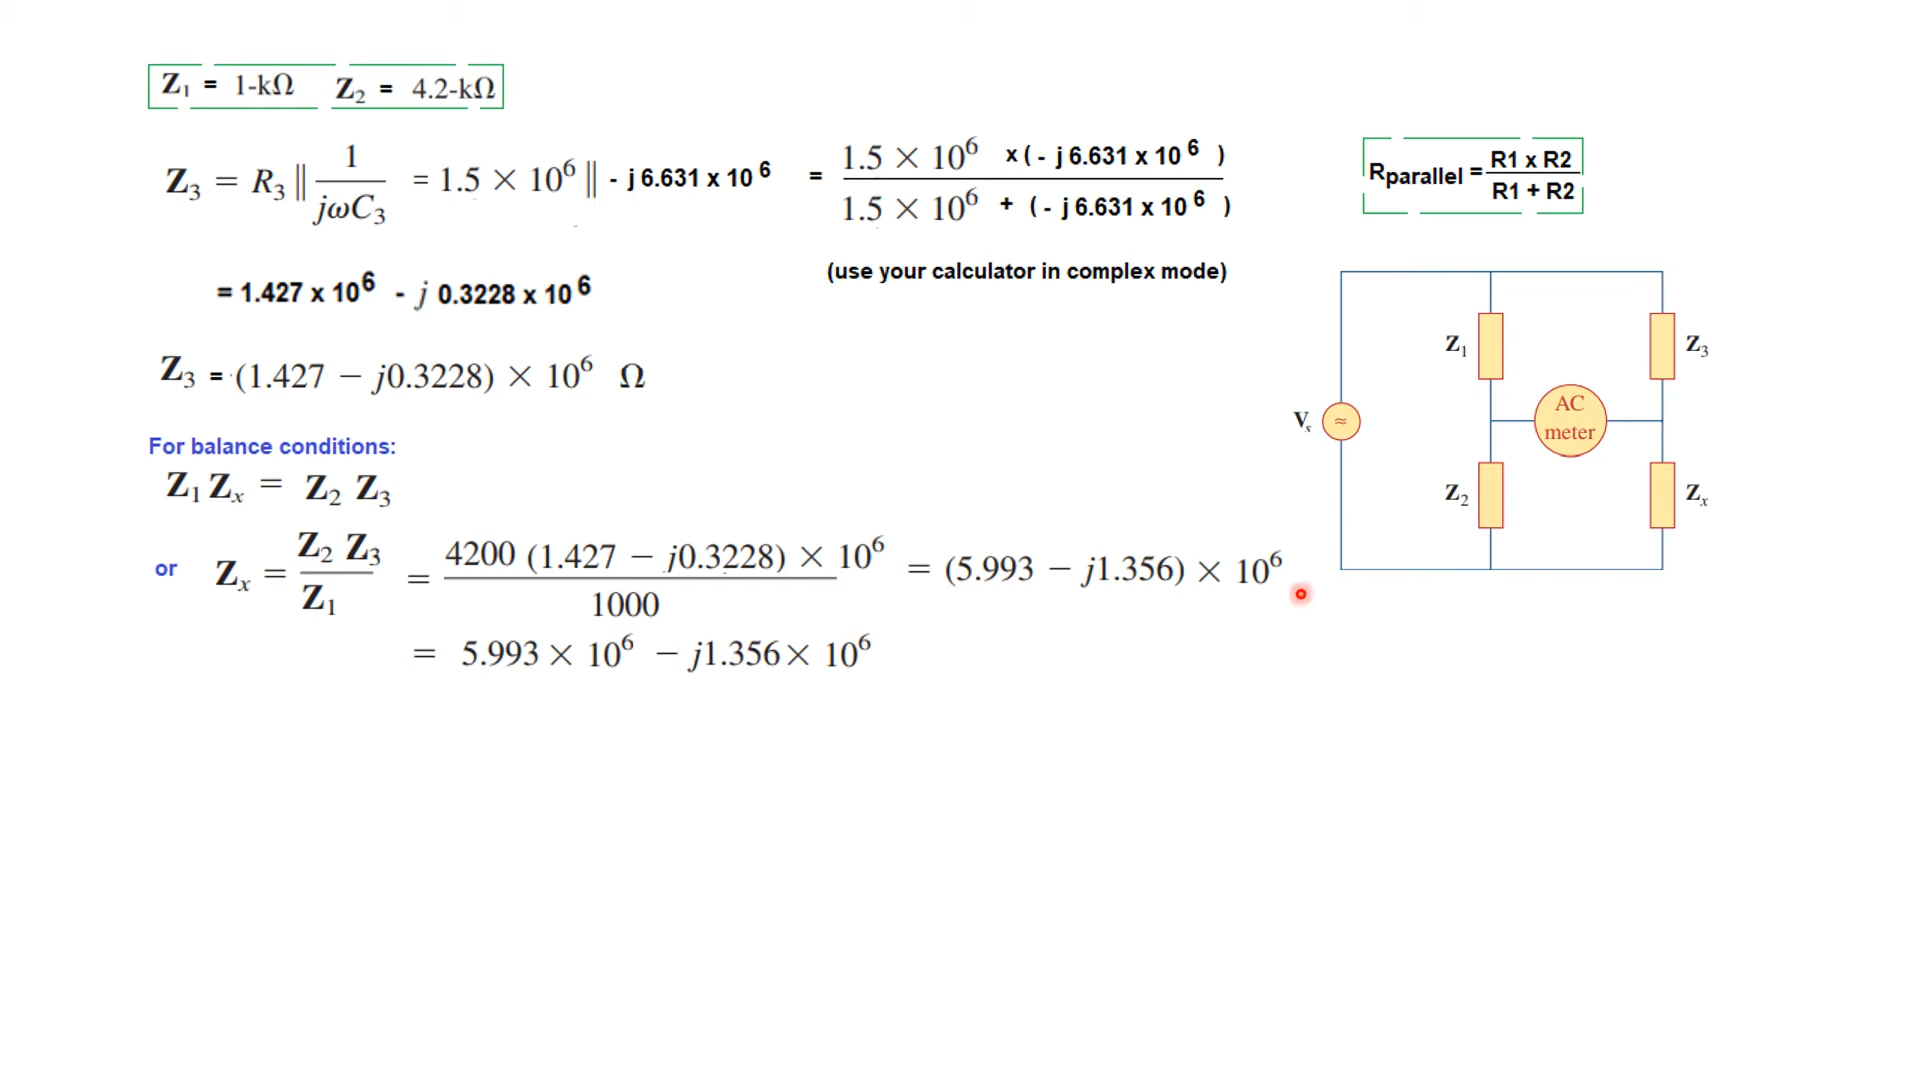 Z₁ = 1-kΩ Z₂ = 4.2-kΩ
Z₃ = R₃ || 1/(jωC₃) = 1.5 × 10⁶ || - j 6.631 x 10⁶ = (1.5 × 10⁶ x ( - j 6.631 x 10⁶ ))/(1.5 × 10⁶ + ( - j 6.631 x 10⁶ ))
Rparallel = (R1 x R2)/(R1 + R2)
(use your calculator in complex mode)
= 1.427 x 10⁶ - j 0.3228 x 10⁶
Z₃ = (1.427 − j0.3228) × 10⁶ Ω
For balance conditions:
Z₁ Zₓ = Z₂ Z₃
or Zₓ = (Z₂ Z₃)/Z₁ = (4200 (1.427 − j0.3228) × 10⁶)/1000 = (5.993 − j1.356) × 10⁶
= 5.993 × 10⁶ − j1.356 × 10⁶
Z₁
Z₃
Vₛ
≈
AC
meter
Z₂
Zₓ